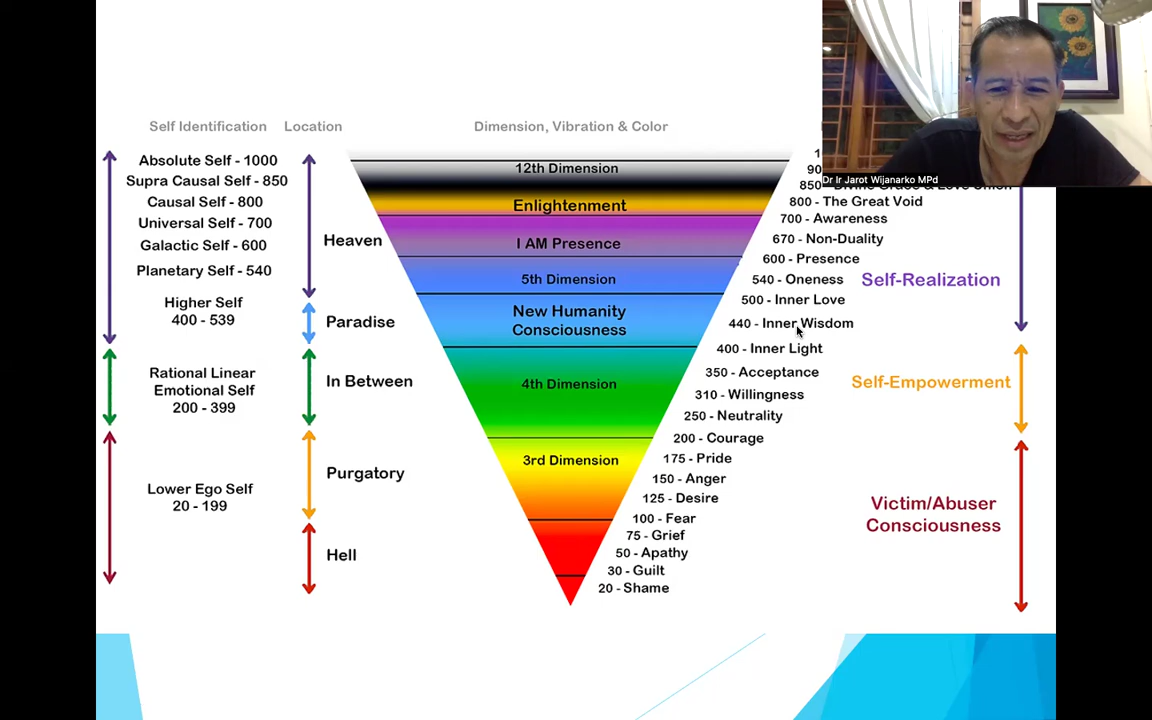 Self Identification
Location
Dimension, Vibration & Color
Absolute Self - 1000
Supra Causal Self - 850
Causal Self - 800
Universal Self - 700
Galactic Self - 600
Planetary Self - 540
Higher Self
400 - 539
Rational Linear
Emotional Self
200 - 399
Lower Ego Self
20 - 199
Heaven
Paradise
In Between
Purgatory
Hell
12th Dimension
Enlightenment
I AM Presence
5th Dimension
New Humanity
Consciousness
4th Dimension
3rd Dimension
850 - Divine Grace & Love Union
800 - The Great Void
700 - Awareness
670 - Non-Duality
600 - Presence
540 - Oneness
500 - Inner Love
440 - Inner Wisdom
400 - Inner Light
350 - Acceptance
310 - Willingness
250 - Neutrality
200 - Courage
175 - Pride
150 - Anger
125 - Desire
100 - Fear
75 - Grief
50 - Apathy
30 - Guilt
20 - Shame
Self-Realization
Self-Empowerment
Victim/Abuser
Consciousness
Dr Ir Jarot Wijanarko MPd